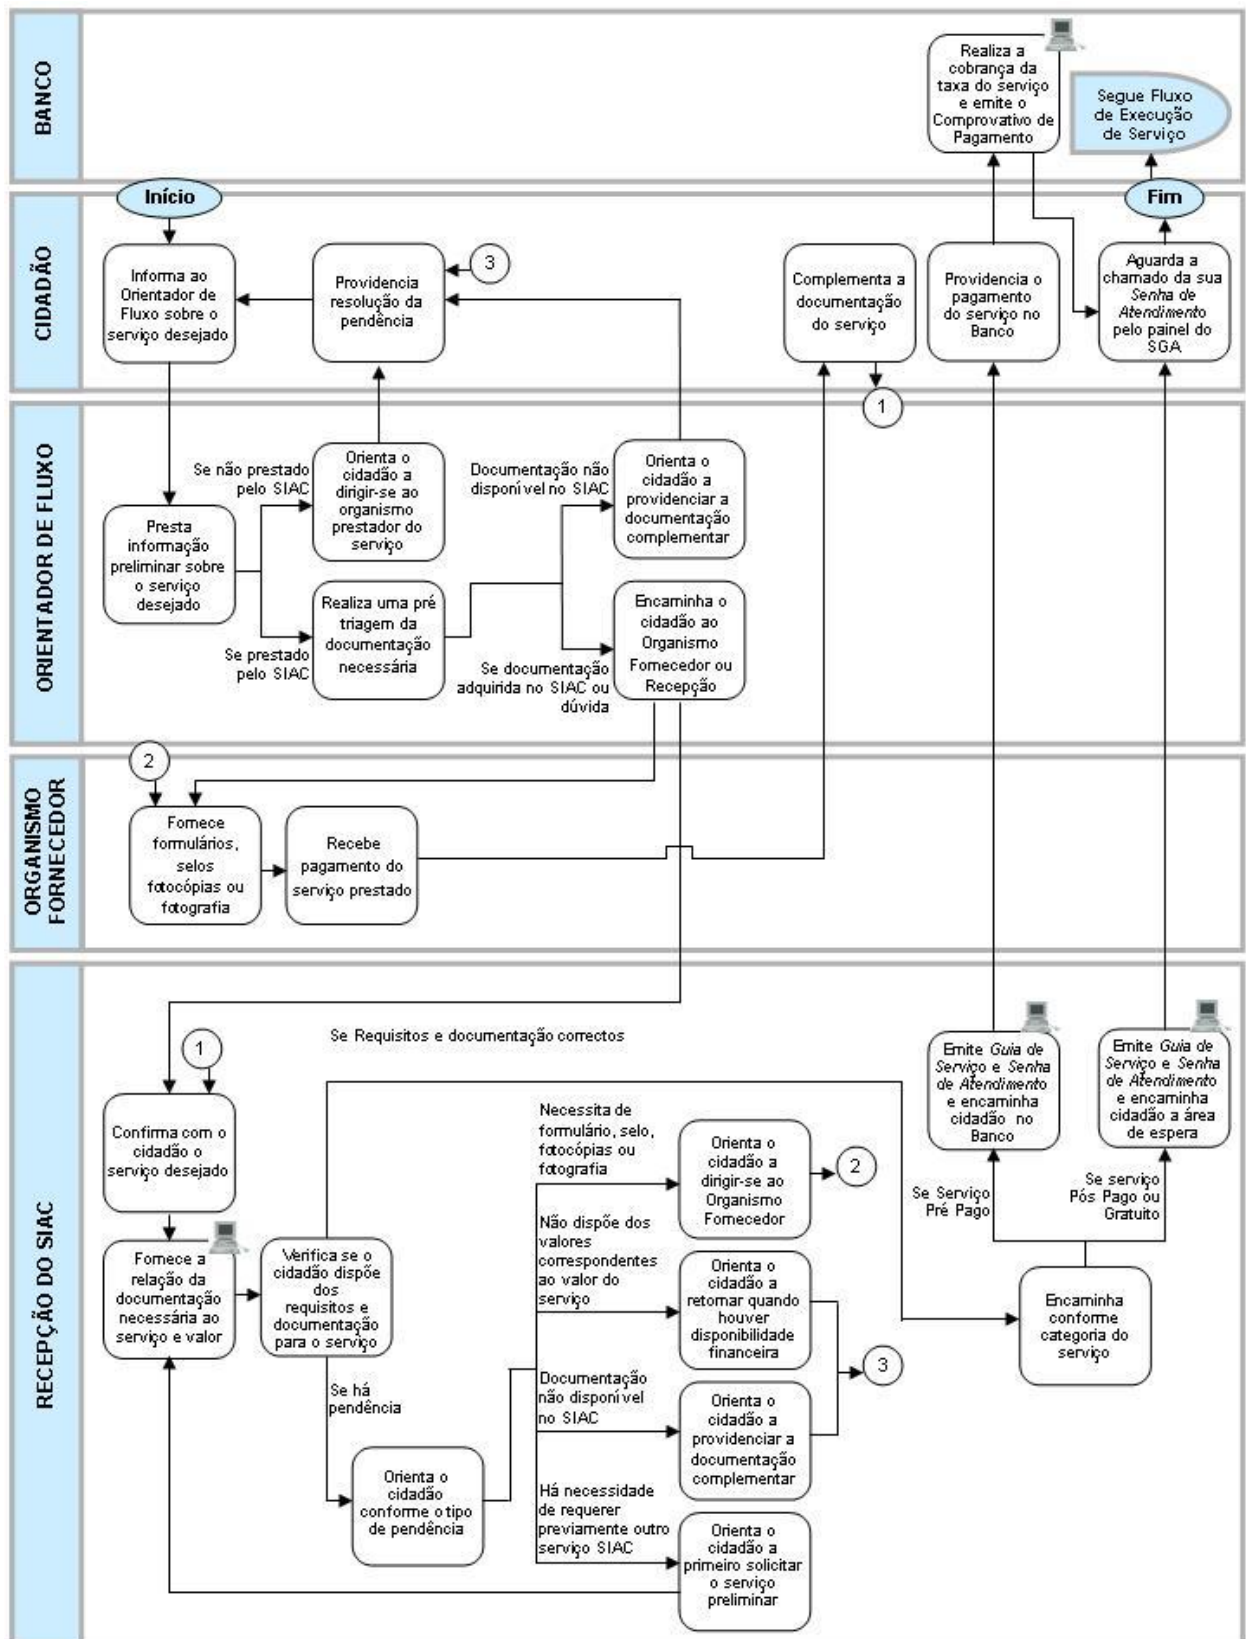 BANCO
Realiza a
cobrança da
taxa do serviço
e emite o
Comprovativo de
Pagamento
Segue Fluxo
de Execução
de Serviço
CIDADÃO
Início
Fim
Informa ao
Orientador de
Fluxo sobre o
serviço desejado
Providencia
resolução da
pendência
3
Complementa a
documentação
do serviço
1
Providencia o
pagamento
do serviço no
Banco
Aguarda a
chamado da sua
Senha de
Atendimento
pelo painel do
SGA
ORIENTADOR DE FLUXO
Presta
informação
preliminar sobre
o serviço
desejado
Se não prestado
pelo SIAC
Se prestado
pelo SIAC
Orienta o
cidadão a
dirigir-se ao
organismo
prestador do
serviço
Realiza uma pré
triagem da
documentação
necessária
Documentação não
disponível no SIAC
Se documentação
adquirida no SIAC ou
dúvida
Orienta o
cidadão a
providenciar a
documentação
complementar
Encaminha o
cidadão ao
Organismo
Fornecedor ou
Recepção
ORGANISMO
FORNECEDOR
2
Fornece
formulários,
selos
fotocópias ou
fotografia
Recebe
pagamento do
serviço prestado
RECEPÇÃO DO SIAC
1
Confirma com o
cidadão o
serviço desejado
Fornece a
relação da
documentação
necessária ao
serviço e valor
Verifica se o
cidadão dispõe
dos
requisitos e
documentação
para o serviço
Se Requisitos e documentação correctos
Se há
pendência
Orienta o
cidadão
conforme o tipo
de pendência
Necessita de
formulário, selo,
fotocópias ou
fotografia
Não dispõe dos
valores
correspondentes
ao valor do
serviço
Documentação
não disponível
no SIAC
Há necessidade
de requerer
previamente outro
serviço SIAC
Orienta o
cidadão a
dirigir-se ao
Organismo
Fornecedor
2
Orienta o
cidadão a
retornar quando
houver
disponibilidade
financeira
3
Orienta o
cidadão a
providenciar a
documentação
complementar
Orienta o
cidadão a
primeiro solicitar
o serviço
preliminar
Emite Guia de
Serviço e Senha
de Atendimento
e encaminha
cidadão no
Banco
Emite Guia de
Serviço e Senha
de Atendimento
e encaminha
cidadão a área
de espera
Se Serviço
Pré Pago
Se serviço
Pós Pago ou
Gratuito
Encaminha
conforme
categoria do
serviço